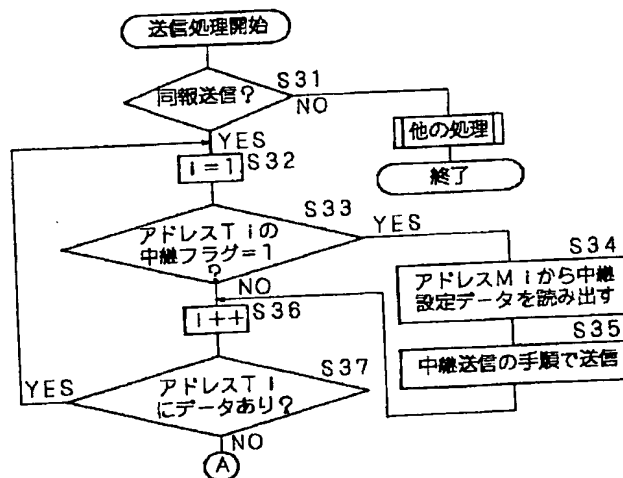 送信処理開始
同報送信?
S31
NO
YES
i=1
S32
他の処理
終了
アドレスTiの
中継フラグ=1
?
S33
YES
NO
S34
アドレスMiから中継
設定データを読み出す
S35
中継送信の手順で送信
i++
S36
アドレスTi
にデータあり?
S37
YES
NO
A